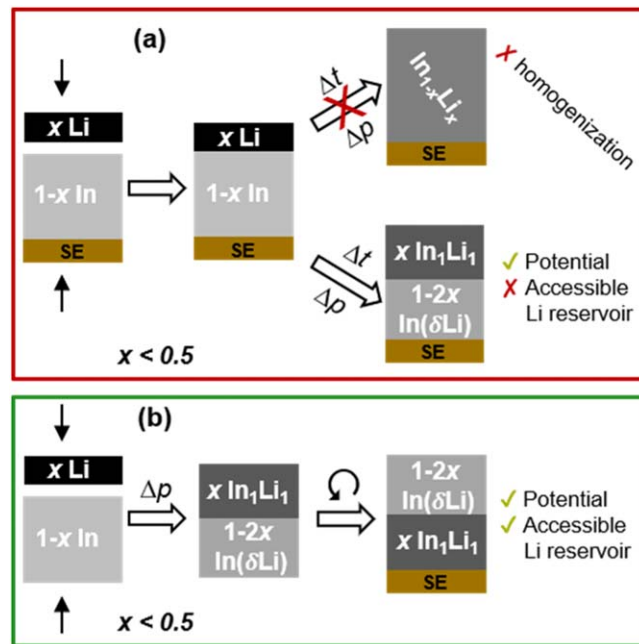 (a)
x Li
1-x In
SE
x Li
1-x In
SE
Δt
Δp
In₁₋ₓLiₓ
SE
✗ homogenization
Δt
Δp
x In₁Li₁
1-2x
In(δLi)
SE
✓ Potential
✗ Accessible
Li reservoir
x < 0.5
(b)
x Li
1-x In
Δp
x In₁Li₁
1-2x
In(δLi)
1-2x
In(δLi)
x In₁Li₁
SE
✓ Potential
✓ Accessible
Li reservoir
x < 0.5